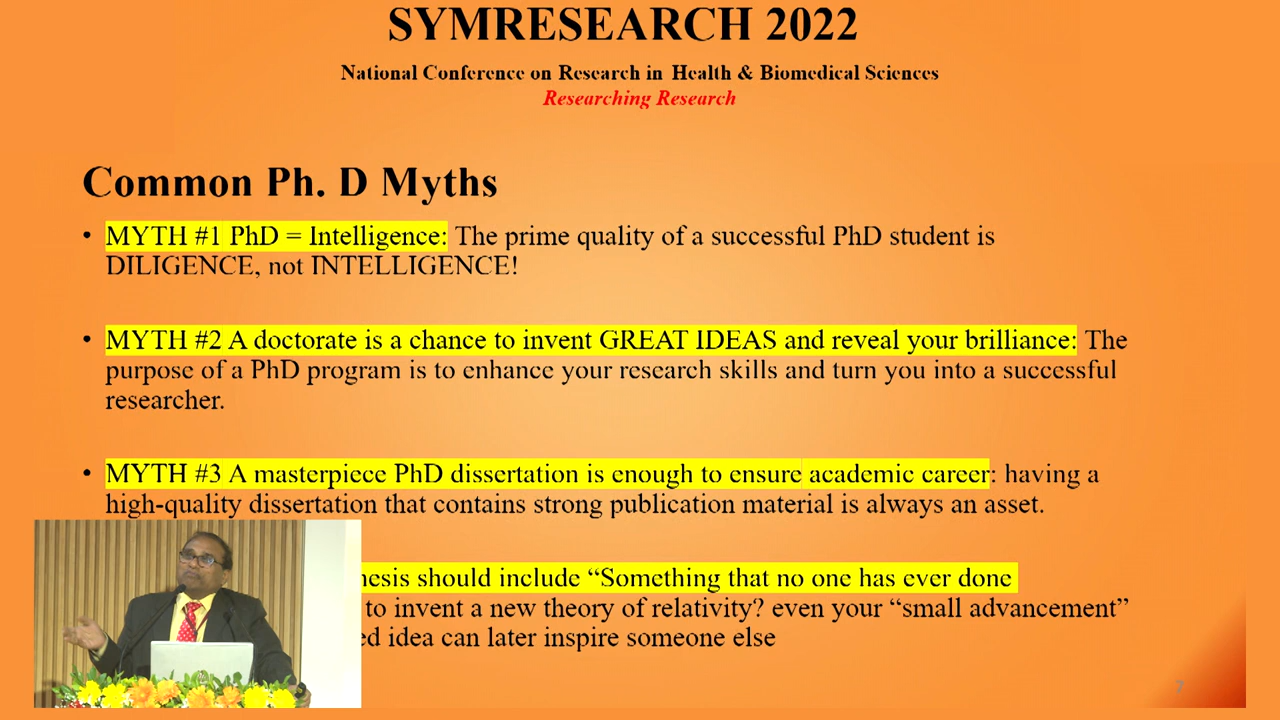 SYMRESEARCH 2022
National Conference on Research in Health & Biomedical Sciences
Researching Research
Common Ph. D Myths
• MYTH #1 PhD = Intelligence: The prime quality of a successful PhD student is
DILIGENCE, not INTELLIGENCE!
• MYTH #2 A doctorate is a chance to invent GREAT IDEAS and reveal your brilliance: The
purpose of a PhD program is to enhance your research skills and turn you into a successful
researcher.
• MYTH #3 A masterpiece PhD dissertation is enough to ensure academic career: having a
high-quality dissertation that contains strong publication material is always an asset.
should include “Something that no one has ever done
to invent a new theory of relativity? even your “small advancement”
idea can later inspire someone else
7